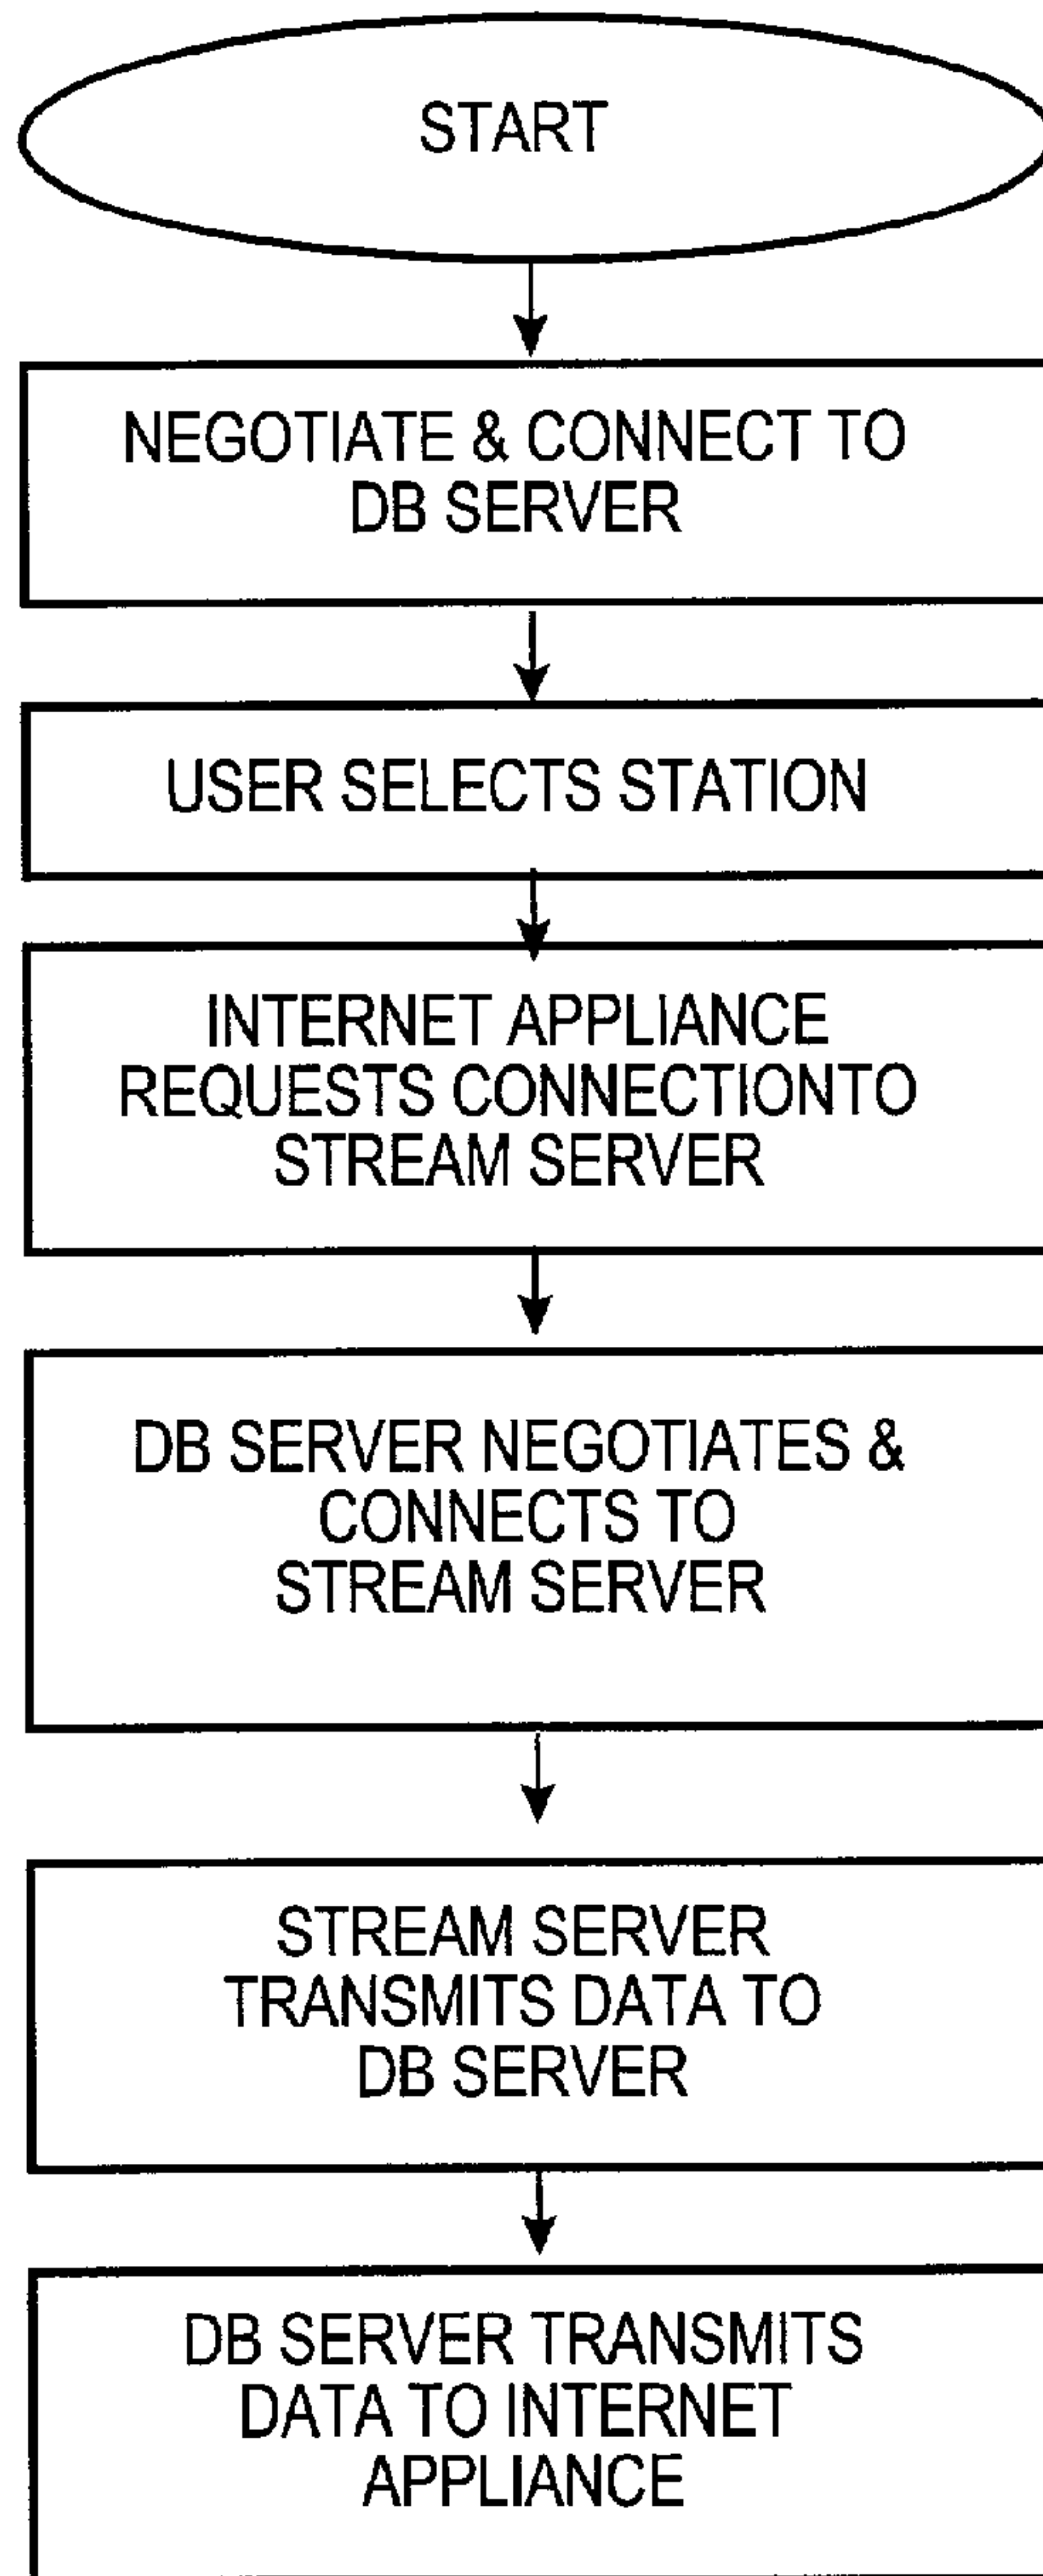 START
NEGOTIATE & CONNECT TO
DB SERVER
USER SELECTS STATION
INTERNET APPLIANCE
REQUESTS CONNECTIONTO
STREAM SERVER
DB SERVER NEGOTIATES &
CONNECTS TO
STREAM SERVER
STREAM SERVER
TRANSMITS DATA TO
DB SERVER
DB SERVER TRANSMITS
DATA TO INTERNET
APPLIANCE